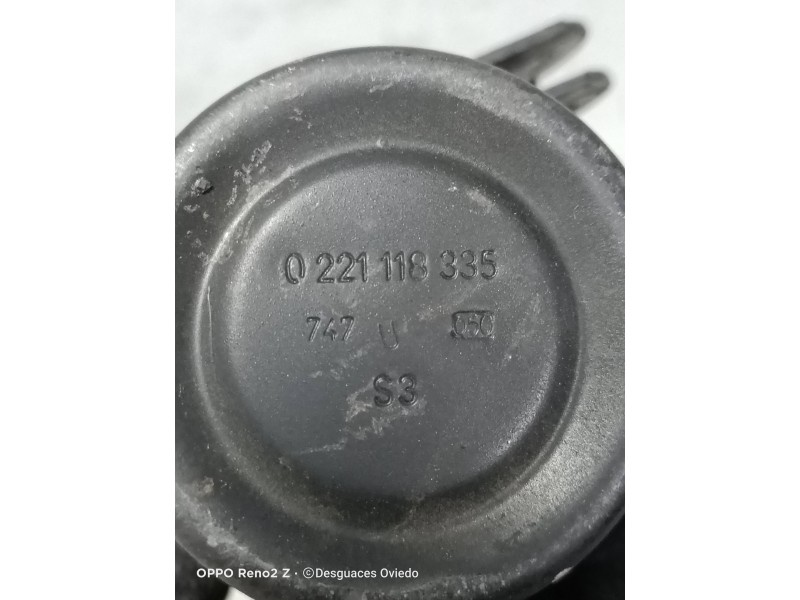 0 221 118 335
747 U
S3
OPPO Reno2 Z · ©Desguaces Oviedo